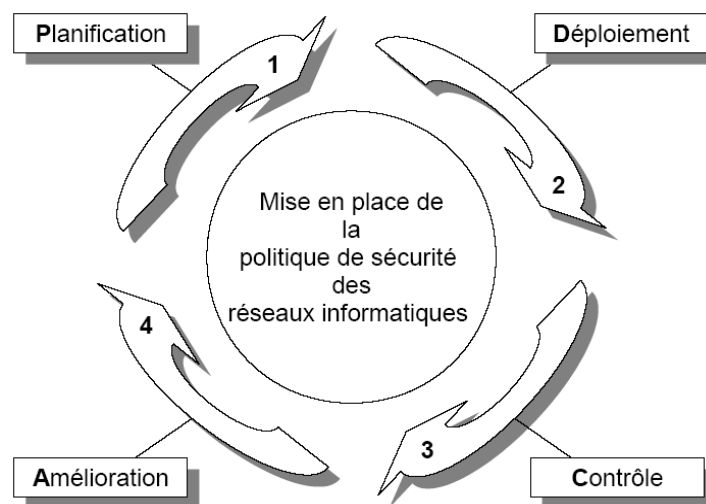 Planification
Déploiement
1
2
Mise en place de
la
politique de sécurité
des
réseaux informatiques
4
3
Amélioration
Contrôle